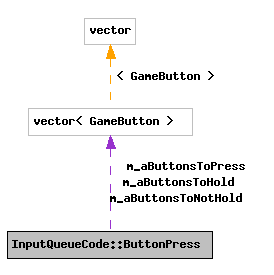 vector
< GameButton >
vector< GameButton >
m_aButtonsToPress
m_aButtonsToHold
m_aButtonsToNotHold
InputQueueCode::ButtonPress